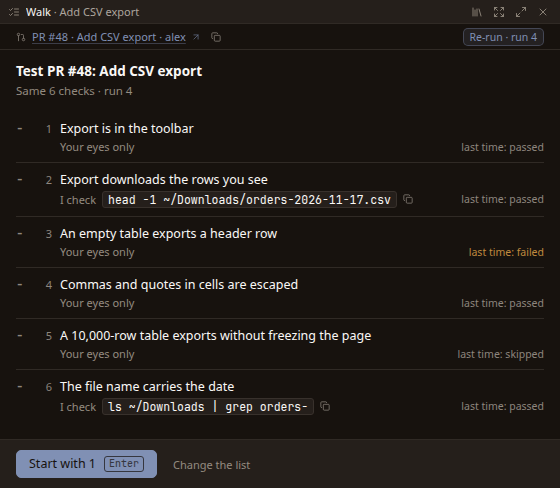 Walk · Add CSV export
PR #48 · Add CSV export · alex
Re-run · run 4
Test PR #48: Add CSV export
Same 6 checks · run 4
- 1 Export is in the toolbar
Your eyes only last time: passed
- 2 Export downloads the rows you see
I check head -1 ~/Downloads/orders-2026-11-17.csv last time: passed
- 3 An empty table exports a header row
Your eyes only last time: failed
- 4 Commas and quotes in cells are escaped
Your eyes only last time: passed
- 5 A 10,000-row table exports without freezing the page
Your eyes only last time: skipped
- 6 The file name carries the date
I check ls ~/Downloads | grep orders- last time: passed
Start with 1 Enter Change the list